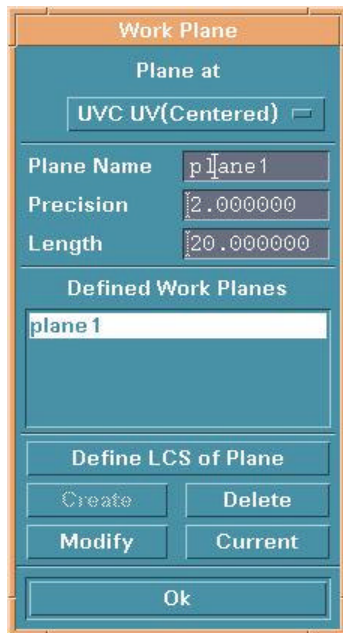 Work Plane
Plane at
UVC UV(Centered)
Plane Name plane1
Precision 2.000000
Length 20.000000
Defined Work Planes
plane1
Define LCS of Plane
Create Delete
Modify Current
Ok